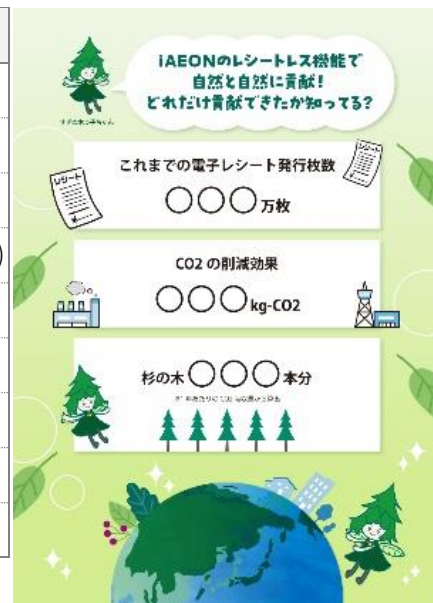 iAEONのレシートレス機能で
自然と自然に貢献！
どれだけ貢献できたか知ってる？
レシート
レシート
これまでの電子レシート発行枚数
〇〇〇万枚
CO2の削減効果
〇〇〇kg-CO2
杉の木〇〇〇本分
)